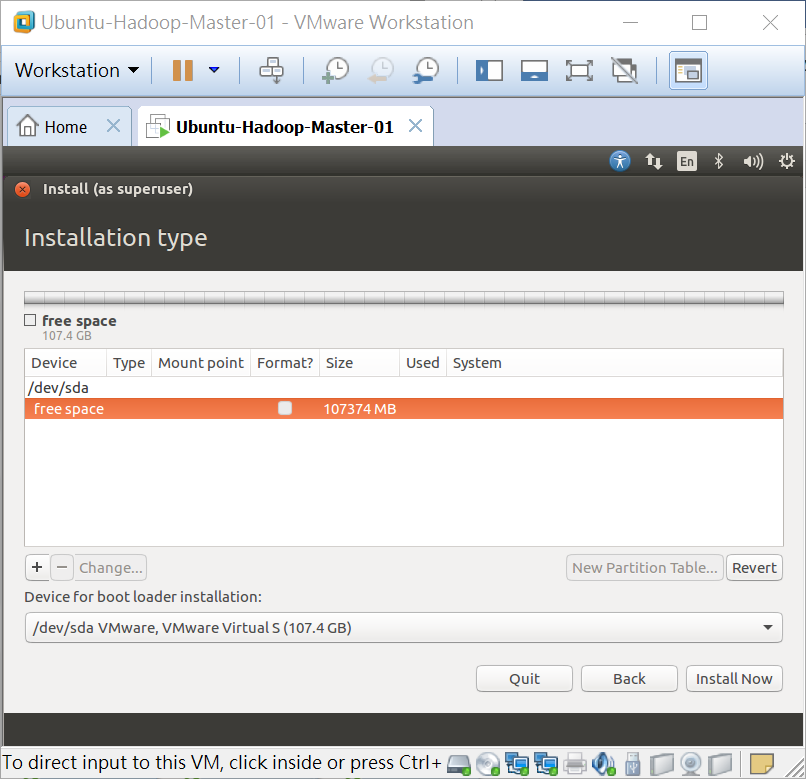 Ubuntu-Hadoop-Master-01 - VMware Workstation
Workstation
Home
Ubuntu-Hadoop-Master-01
En
Install (as superuser)
Installation type
free space
107.4 GB
Device Type Mount point Format? Size Used System
/dev/sda
free space 107374 MB
+ − Change... New Partition Table... Revert
Device for boot loader installation:
/dev/sda VMware, VMware Virtual S (107.4 GB)
Quit Back Install Now
To direct input to this VM, click inside or press Ctrl+